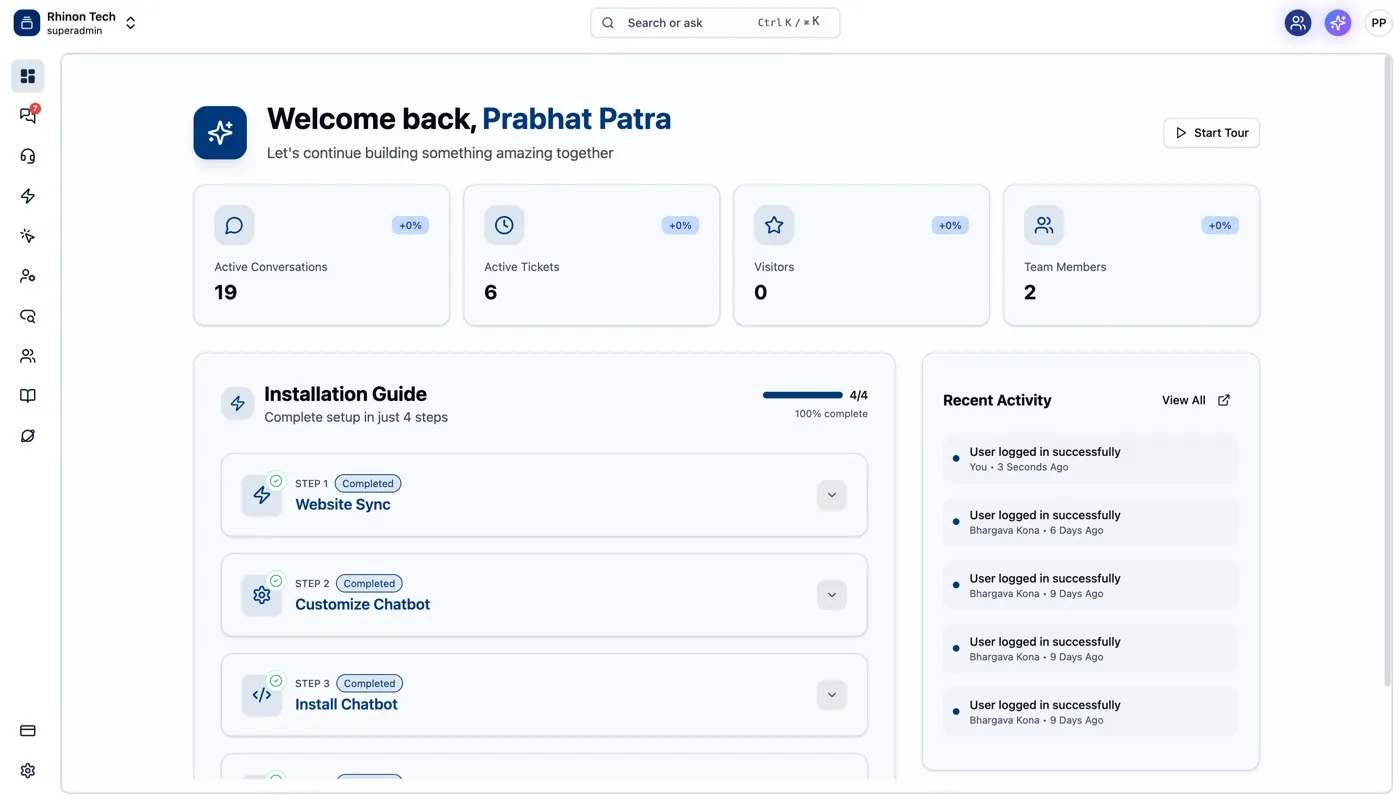 Rhinon Tech
superadmin
Search or ask Ctrl K / ⌘ K
PP
7
Welcome back, Prabhat Patra
Let's continue building something amazing together
Start Tour
+0%
Active Conversations
19
+0%
Active Tickets
6
+0%
Visitors
0
+0%
Team Members
2
Installation Guide
Complete setup in just 4 steps
4/4
100% complete
STEP 1 Completed
Website Sync
STEP 2 Completed
Customize Chatbot
STEP 3 Completed
Install Chatbot
Recent Activity
View All
User logged in successfully
You • 3 Seconds Ago
User logged in successfully
Bhargava Kona • 6 Days Ago
User logged in successfully
Bhargava Kona • 9 Days Ago
User logged in successfully
Bhargava Kona • 9 Days Ago
User logged in successfully
Bhargava Kona • 9 Days Ago